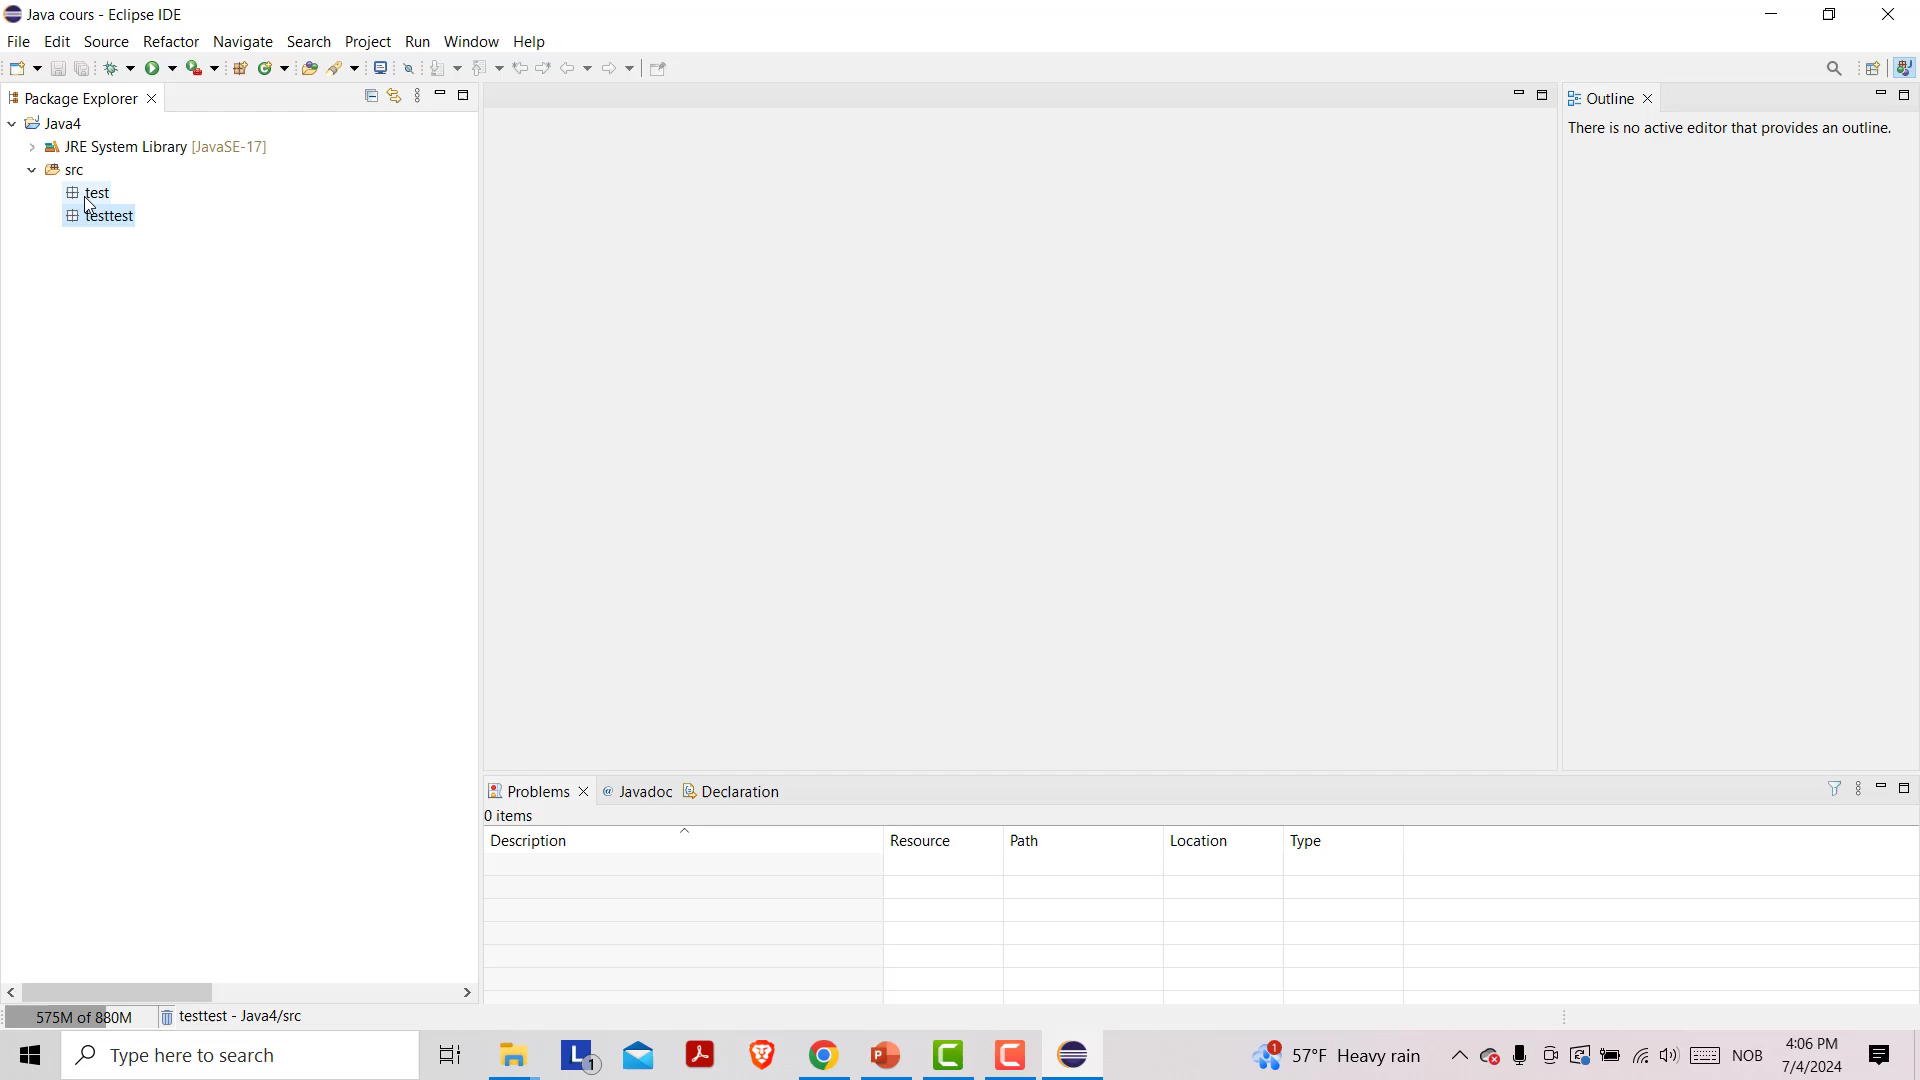 Java cours - Eclipse IDE
File Edit Source Refactor Navigate Search Project Run Window Help
Package Explorer
Outline
Java4
There is no active editor that provides an outline.
JRE System Library [JavaSE-17]
src
test
testtest
Problems Javadoc Declaration
0 items
Description Resource Path Location Type
575M of 880M testtest - Java4/src
Type here to search
L 1
57°F Heavy rain
NOB
4:06 PM
7/4/2024